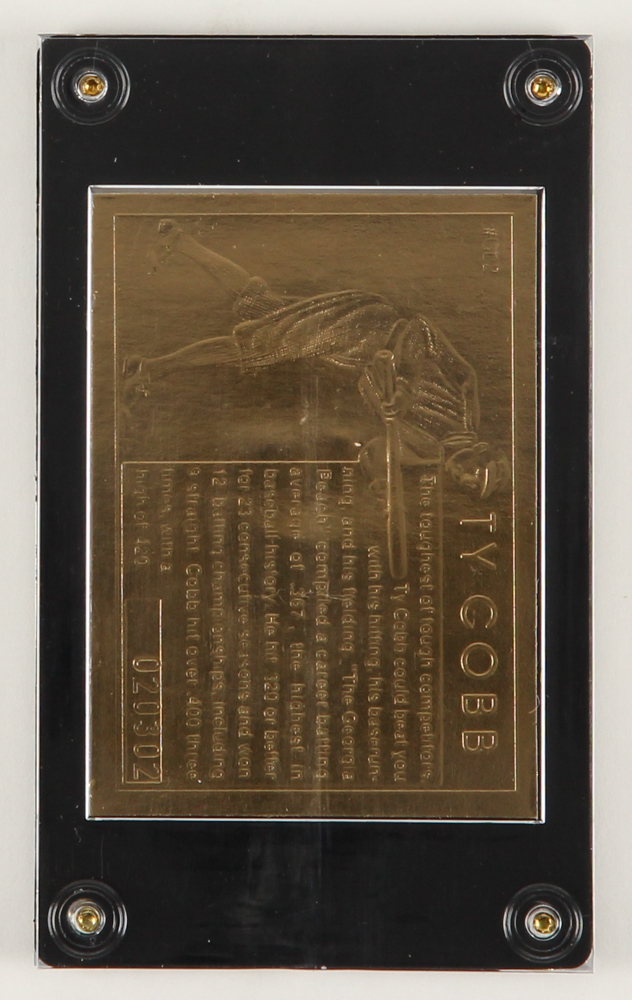 TY COBB
The toughest of tough competitors,
Ty Cobb could beat you
with his hitting, his baserun-
ning and his fielding. "The Georgia
Peach" compiled a career batting
average of .367, the highest in
baseball history. He hit .320 or better
for 23 consecutive seasons and won
12 batting championships, including
9 straight. Cobb hit over .400 three
times with a
high of .420
020302